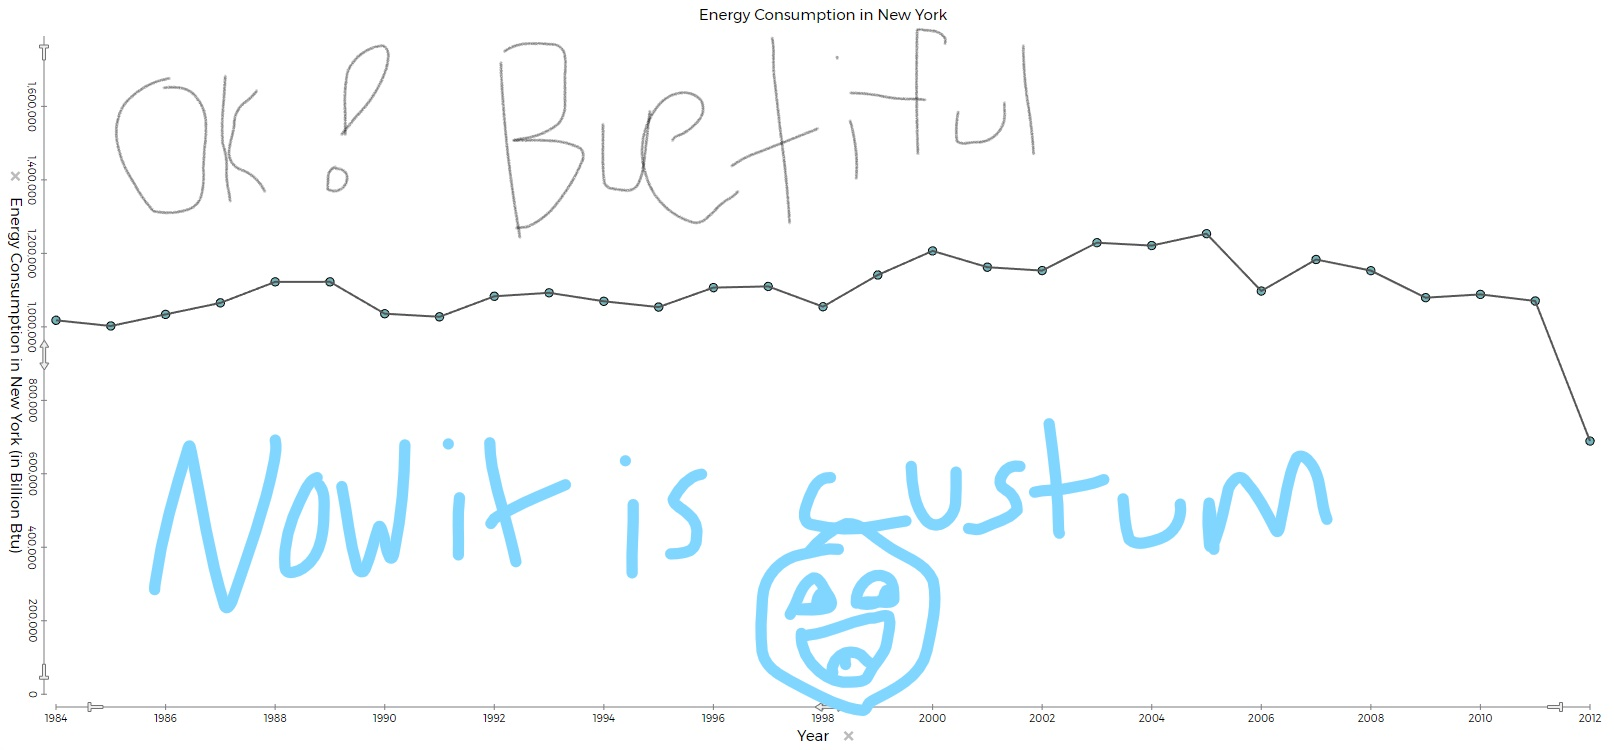 Energy Consumption in New York
OK! Buetiful
1,600,000
1,400,000
1,200,000
1,000,000
800,000
600,000
400,000
200,000
0
Energy Consumption in New York (in Billion Btu)
Now it is custum
1984 1986 1988 1990 1992 1994 1996 1998 2000 2002 2004 2006 2008 2010 2012
Year